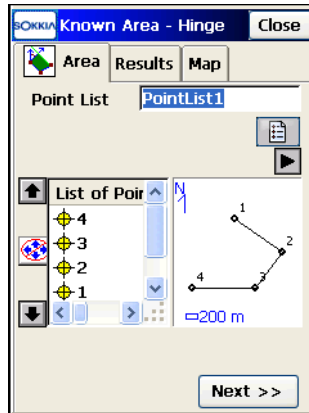 SOKKIA Known Area - Hinge Close
Area Results Map
Point List PointList1
List of Poir
4
3
2
1
N
1
2
3
4
200 m
Next >>